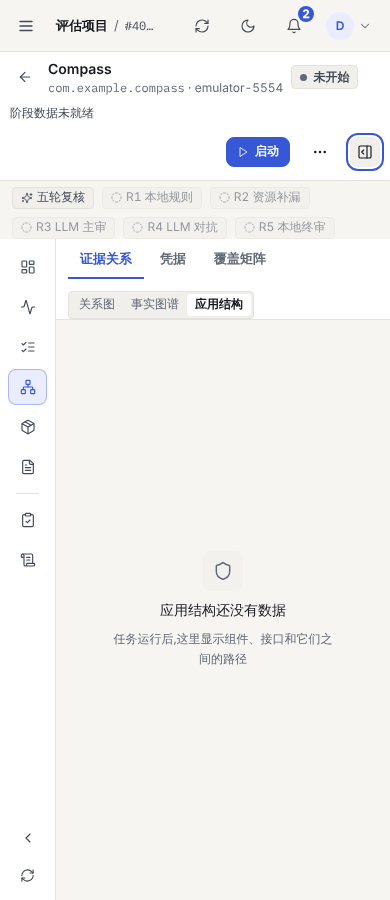 评估项目 / #40…
2
D
Compass
com.example.compass · emulator-5554
未开始
阶段数据未就绪
启动
五轮复核 R1 本地规则 R2 资源补漏
R3 LLM 主审 R4 LLM 对抗 R5 本地终审
证据关系 凭据 覆盖矩阵
关系图 事实图谱 应用结构
应用结构还没有数据
任务运行后,这里显示组件、接口和它们之
间的路径